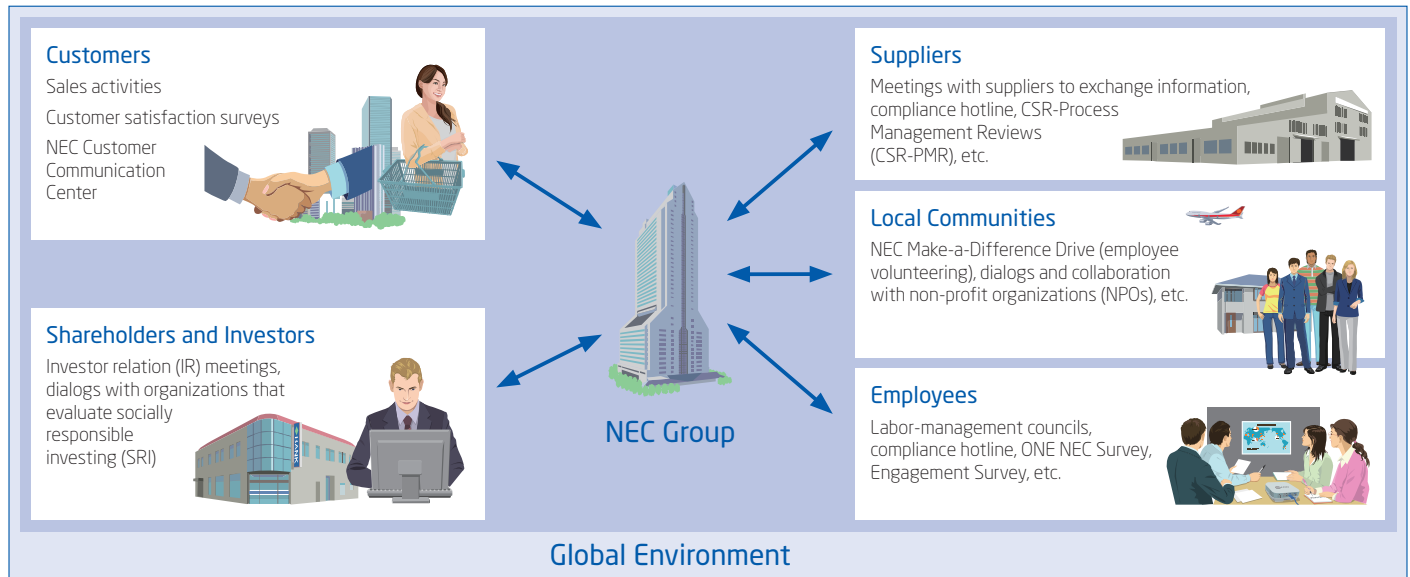 Customers
Sales activities
Customer satisfaction surveys
NEC Customer
Communication
Center
Shareholders and Investors
Investor relation (IR) meetings,
dialogs with organizations that
evaluate socially
responsible
investing (SRI)
BANK
NEC Group
Suppliers
Meetings with suppliers to exchange information,
compliance hotline, CSR-Process
Management Reviews
(CSR-PMR), etc.
Local Communities
NEC Make-a-Difference Drive (employee
volunteering), dialogs and collaboration
with non-profit organizations (NPOs), etc.
Employees
Labor-management councils,
compliance hotline, ONE NEC Survey,
Engagement Survey, etc.
Global Environment